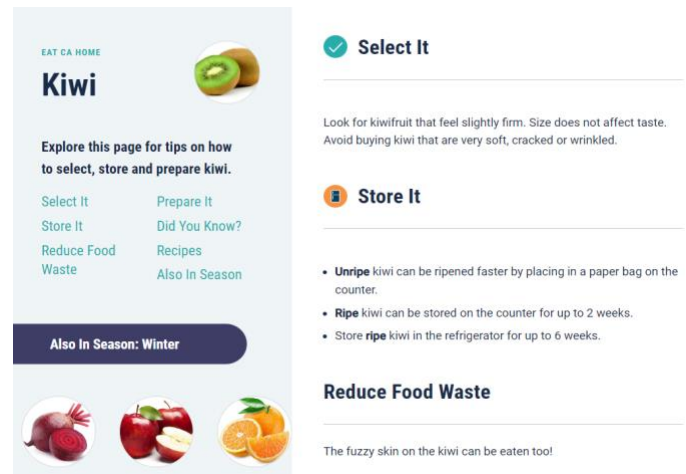 EAT CA HOME
Kiwi
Explore this page for tips on how
to select, store and prepare kiwi.
Select It
Store It
Reduce Food
Waste
Prepare It
Did You Know?
Recipes
Also In Season
Also In Season: Winter
Select It
Look for kiwifruit that feel slightly firm. Size does not affect taste.
Avoid buying kiwi that are very soft, cracked or wrinkled.
Store It
• Unripe kiwi can be ripened faster by placing in a paper bag on the
counter.
• Ripe kiwi can be stored on the counter for up to 2 weeks.
• Store ripe kiwi in the refrigerator for up to 6 weeks.
Reduce Food Waste
The fuzzy skin on the kiwi can be eaten too!